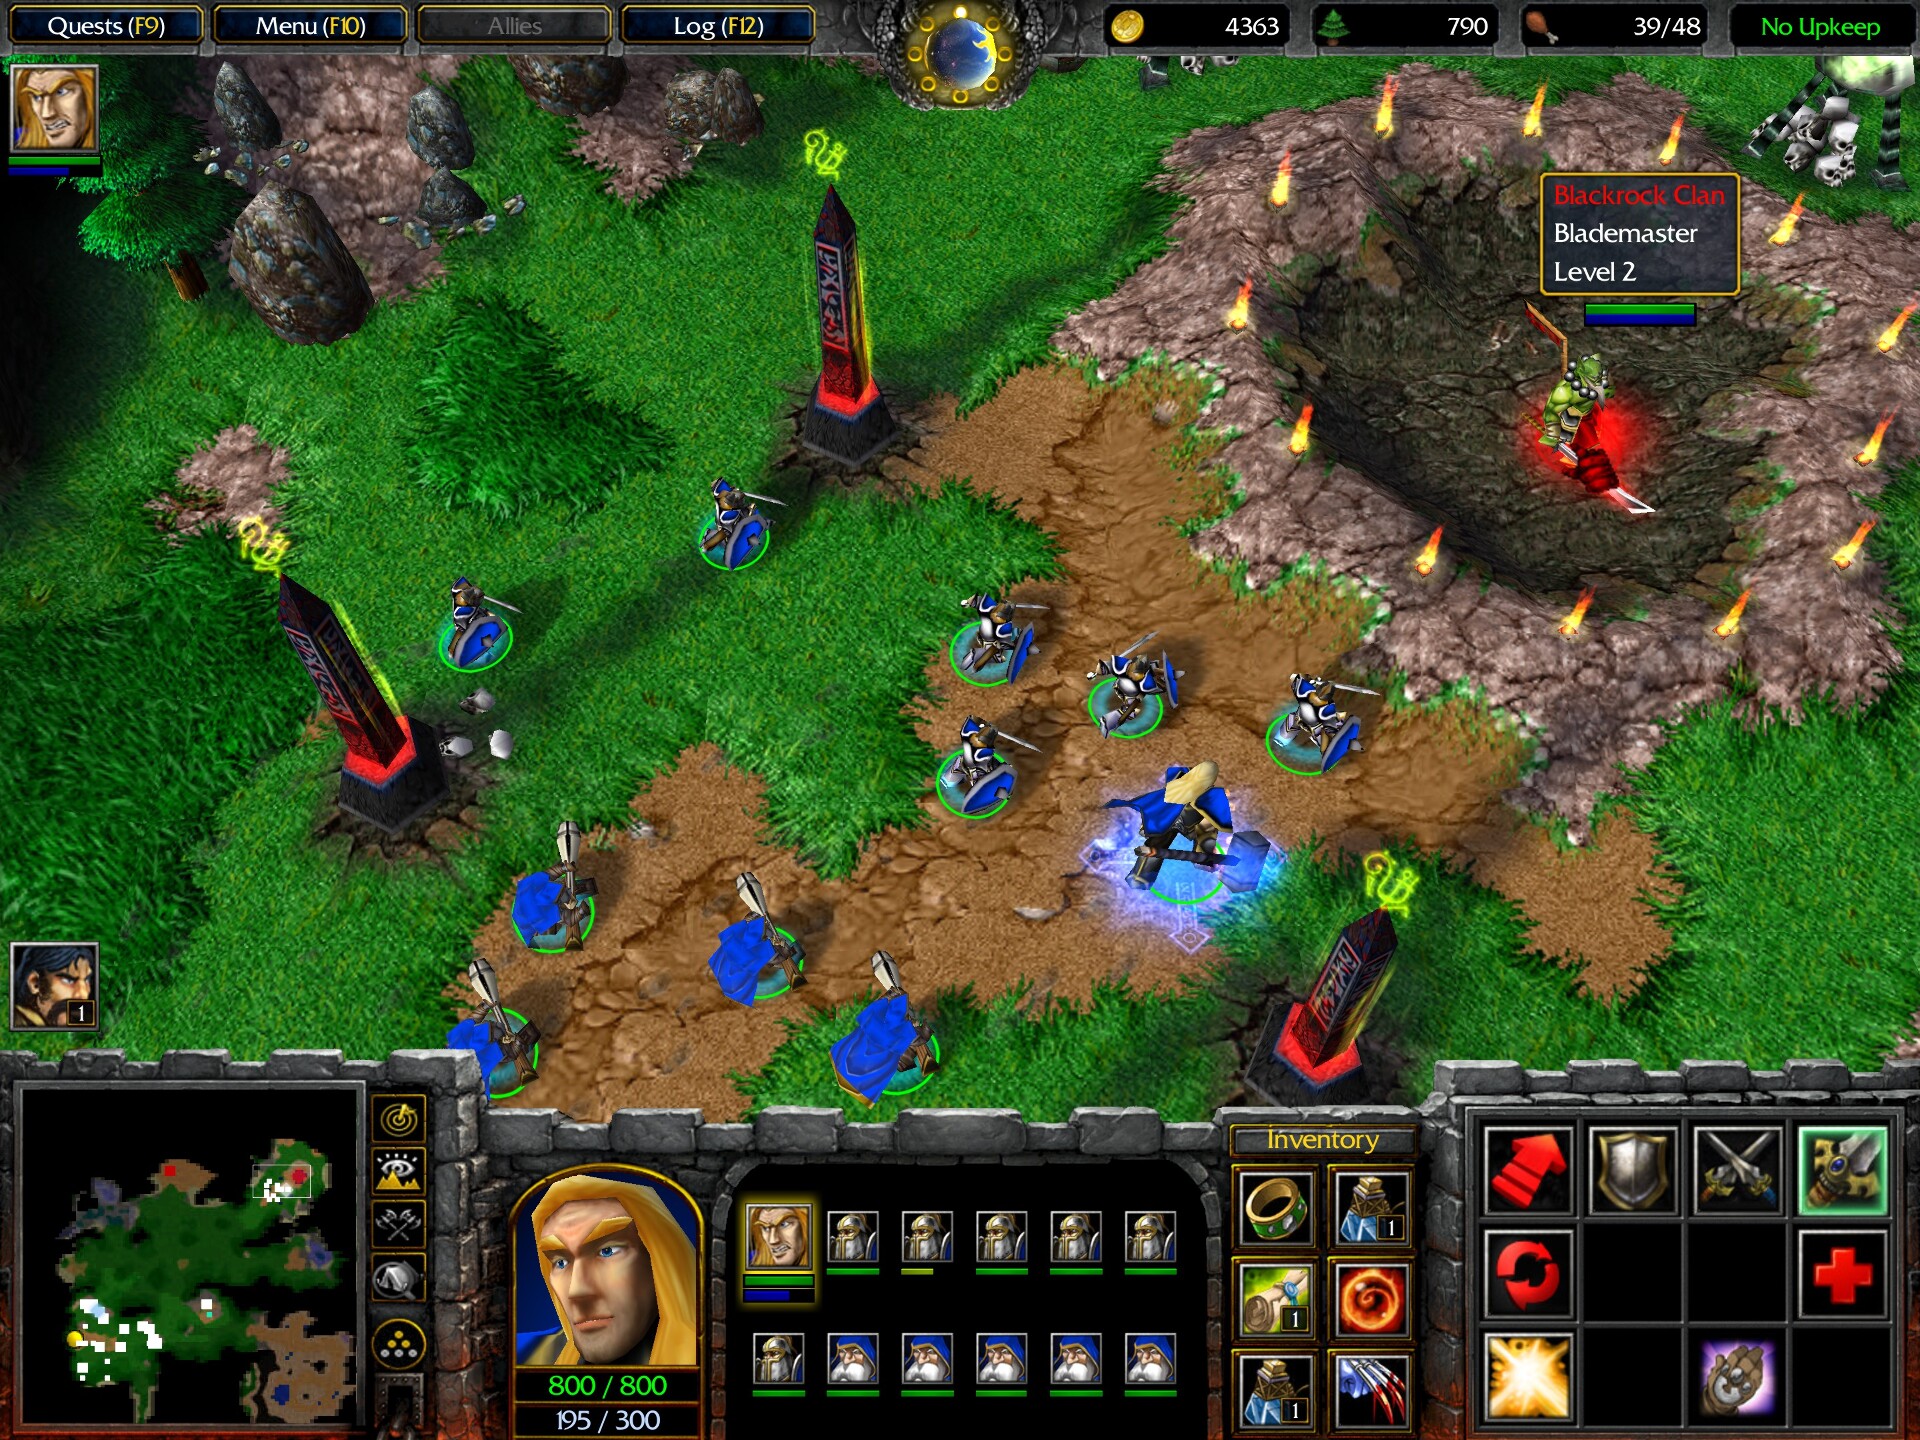 Quests (F9) Menu (F10) Allies Log (F12) 4363 790 39/48 No Upkeep
Blackrock Clan
Blademaster
Level 2
1
Inventory
1
1
1
800 / 800
195 / 300